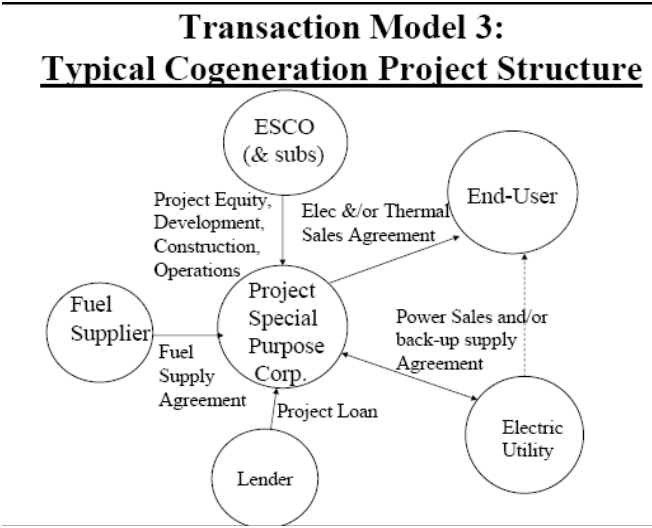 Transaction Model 3:
Typical Cogeneration Project Structure
ESCO
(& subs)
Project Equity,
Development,
Construction,
Operations
Elec &/or Thermal
Sales Agreement
End-User
Fuel
Supplier
Fuel
Supply
Agreement
Project
Special
Purpose
Corp.
Power Sales and/or
back-up supply
Agreement
Project Loan
Lender
Electric
Utility